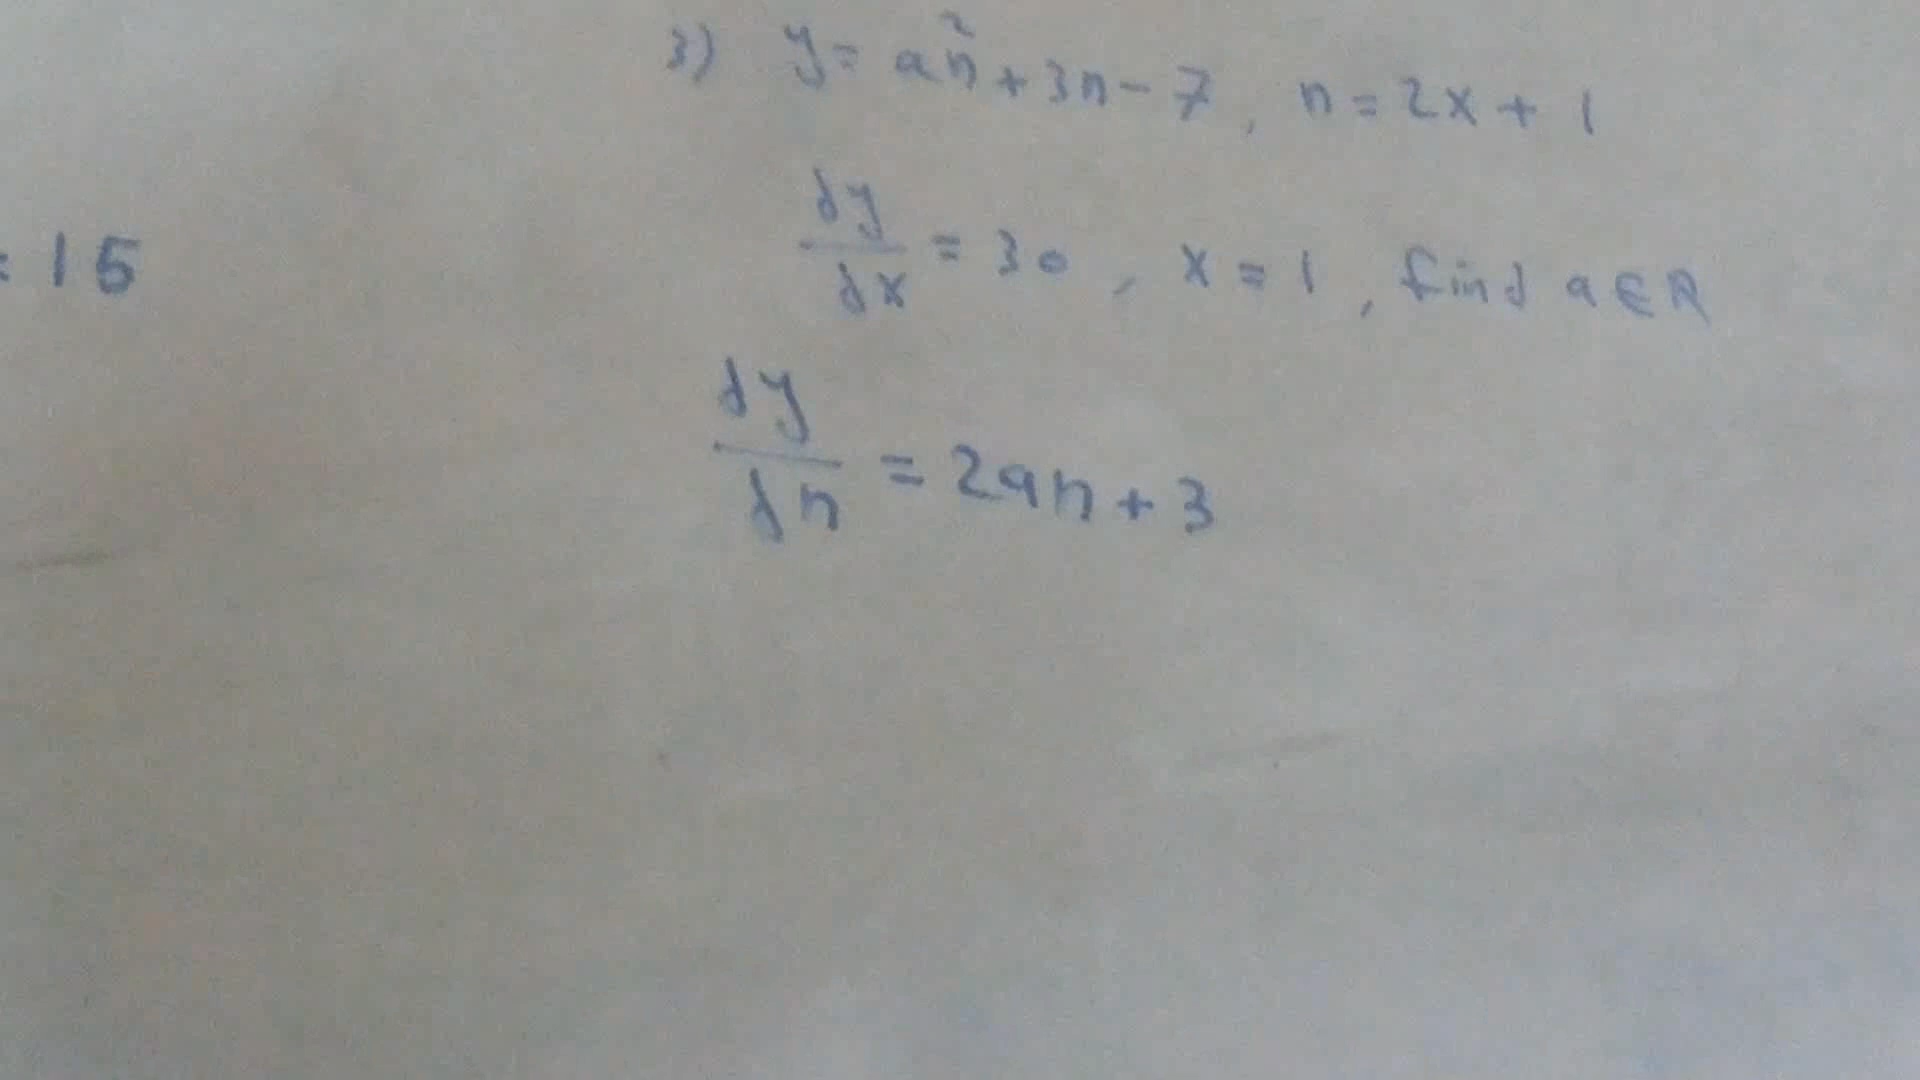 3) y = an² + 3n - 7, n = 2x + 1
dy/dx = 30, x = 1, find a ∈ R
= 15
dy/dn = 2an + 3